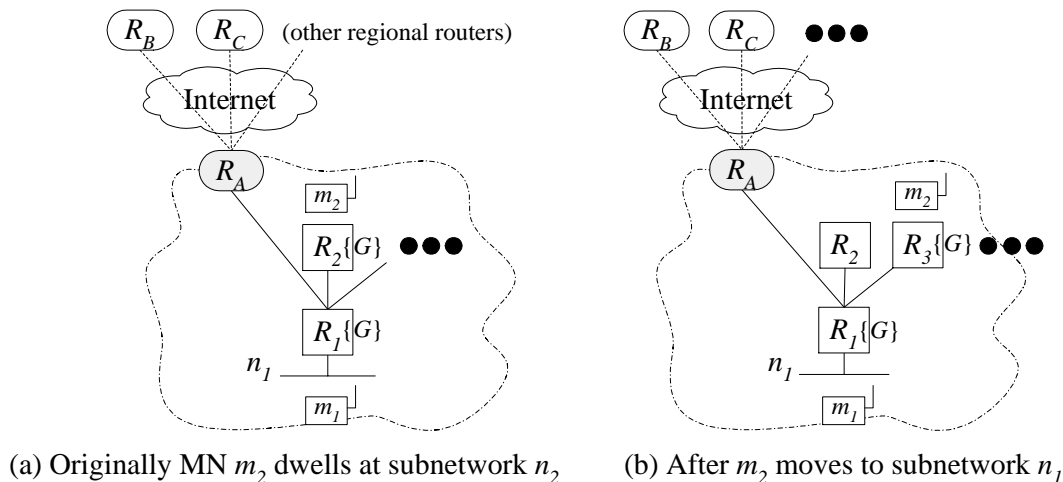 R_B R_C (other regional routers)
Internet
R_A
m_2
R_2{G}
R_1{G}
n_1
m_1
(a) Originally MN m_2 dwells at subnetwork n_2
R_B R_C
Internet
R_A
m_2
R_2 R_3{G}
R_1{G}
n_1
m_1
(b) After m_2 moves to subnetwork n_1